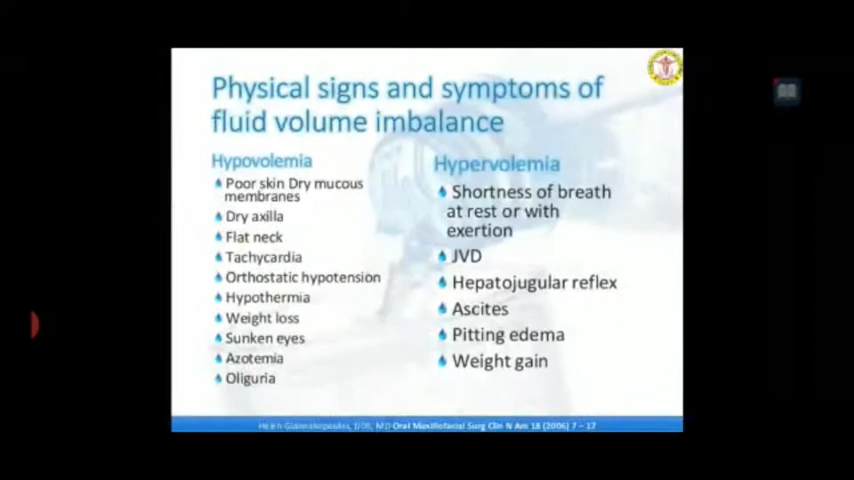 Physical signs and symptoms of
fluid volume imbalance
Hypovolemia
Poor skin Dry mucous
membranes
Dry axilla
Flat neck
Tachycardia
Orthostatic hypotension
Hypothermia
Weight loss
Sunken eyes
Azotemia
Oliguria
Hypervolemia
Shortness of breath
at rest or with
exertion
JVD
Hepatojugular reflex
Ascites
Pitting edema
Weight gain
DDS, MD Oral Maxillofacial Surg Clin N Am 18 (2006) 7 – 17